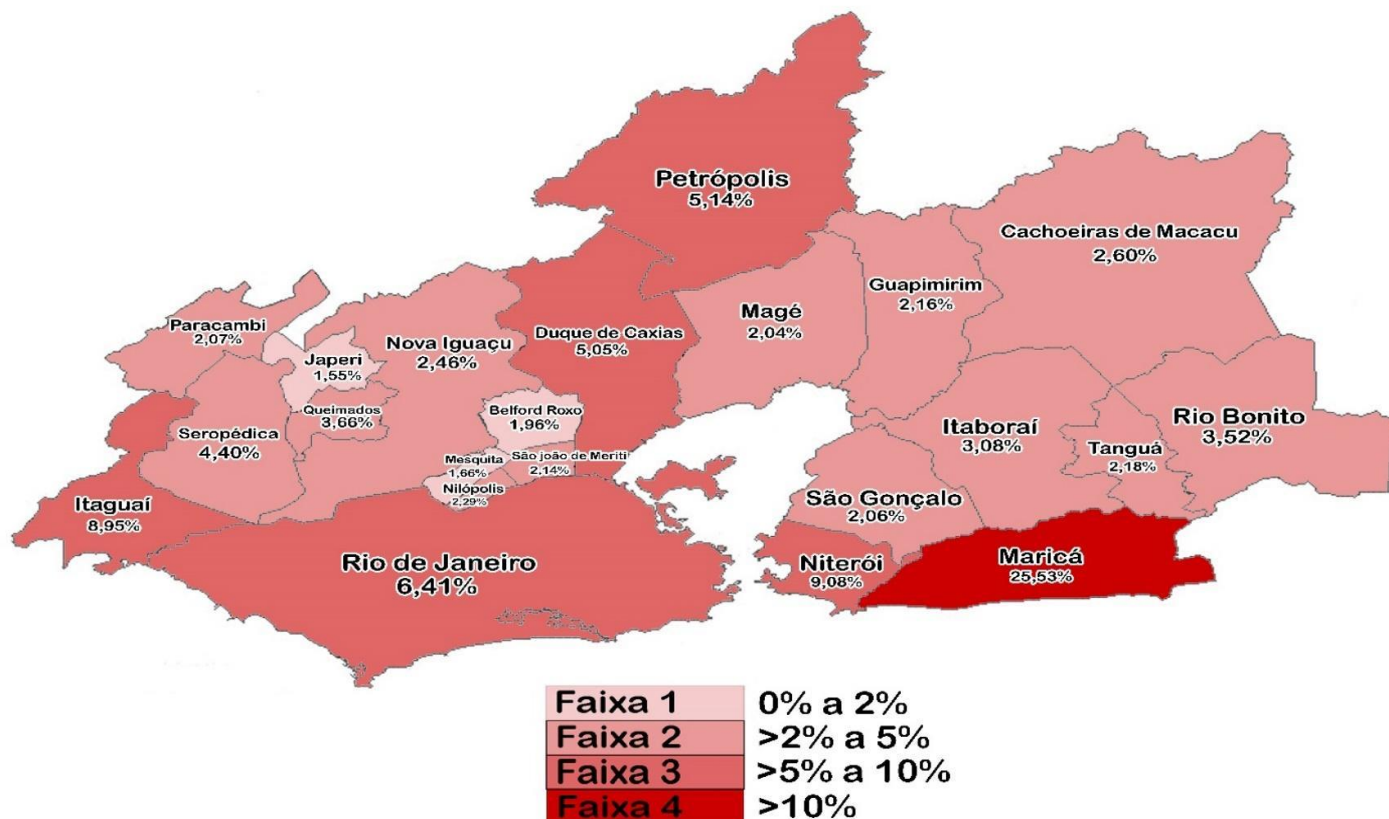 Petrópolis
5,14%
Cachoeiras de Macacu
2,60%
Guapimirim
2,16%
Magé
2,04%
Duque de Caxias
5,05%
Paracambi
2,07%
Nova Iguaçu
2,46%
Japeri
1,55%
Queimados
3,66%
Belford Roxo
1,96%
Seropédica
4,40%
Mesquita
1,66%
São joão de Meriti
2,14%
Nilópolis
2,29%
Itaguaí
8,95%
Rio de Janeiro
6,41%
Itaboraí
3,08%
Tanguá
2,18%
Rio Bonito
3,52%
São Gonçalo
2,06%
Niterói
9,08%
Maricá
25,53%
Faixa 1 0% a 2%
Faixa 2 >2% a 5%
Faixa 3 >5% a 10%
Faixa 4 >10%